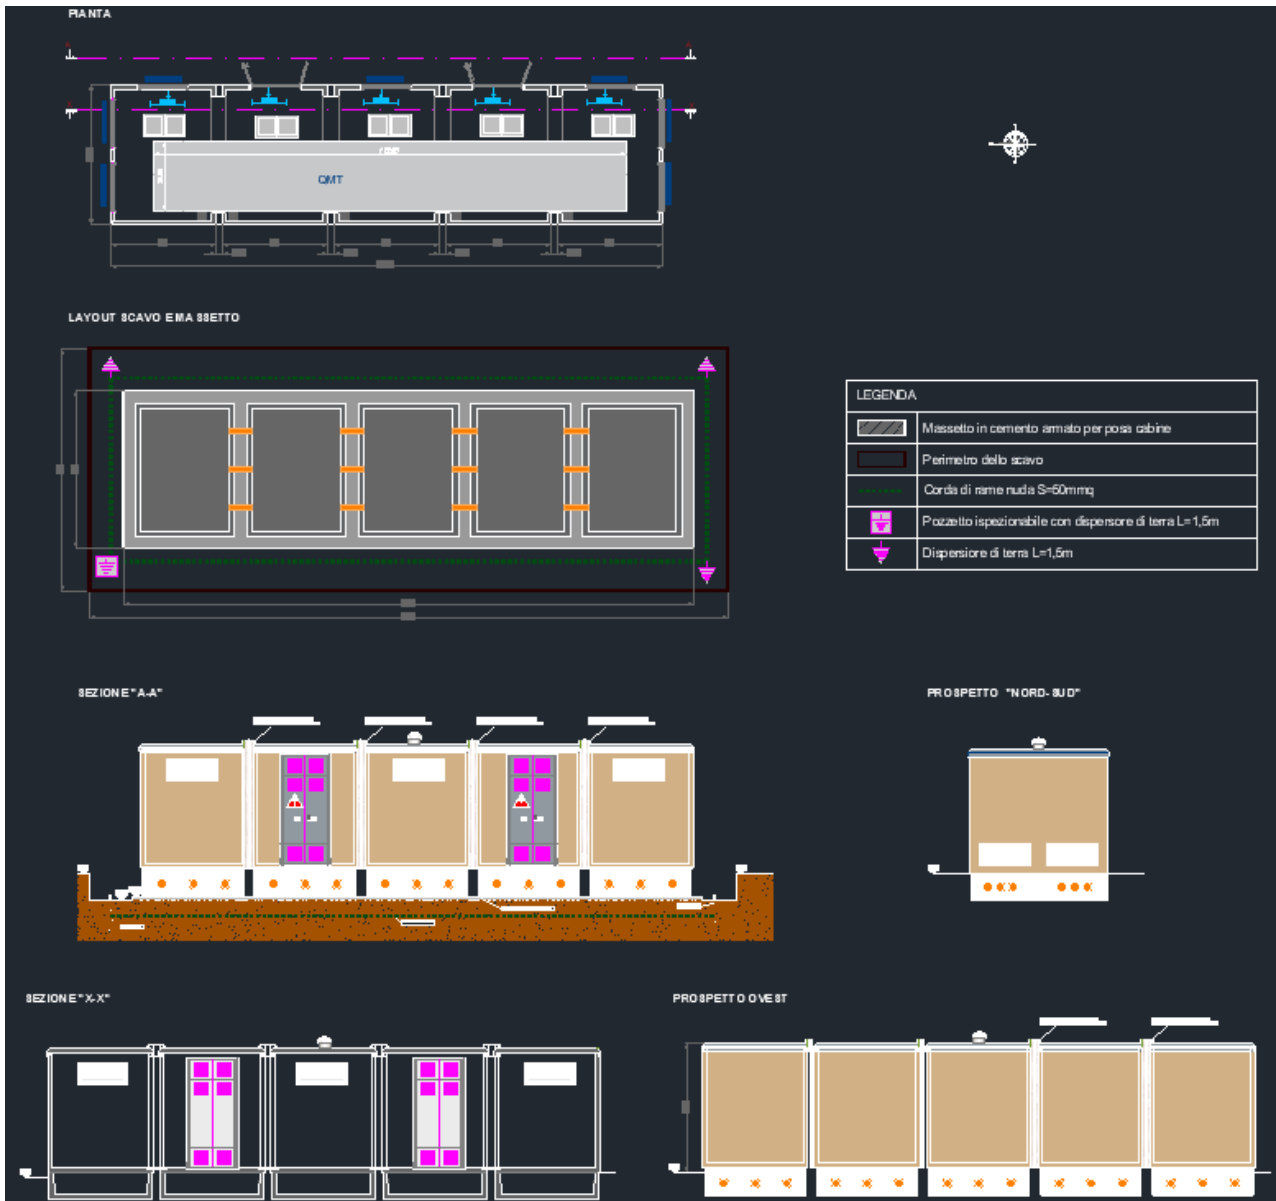 PIANTA
QMT
LAYOUT SCAVO E MASSETTO
LEGENDA
Massetto in cemento armato per posa cabine
Perimetro dello scavo
Corda di rame nuda S=50mmq
Pozzetto ispezionabile con dispersore di terra L=1,5m
Dispersiore di terra L=1,5m
SEZIONE "A-A"
PROSPETTO "NORD-SUD"
SEZIONE "X-X"
PROSPETTO OVEST